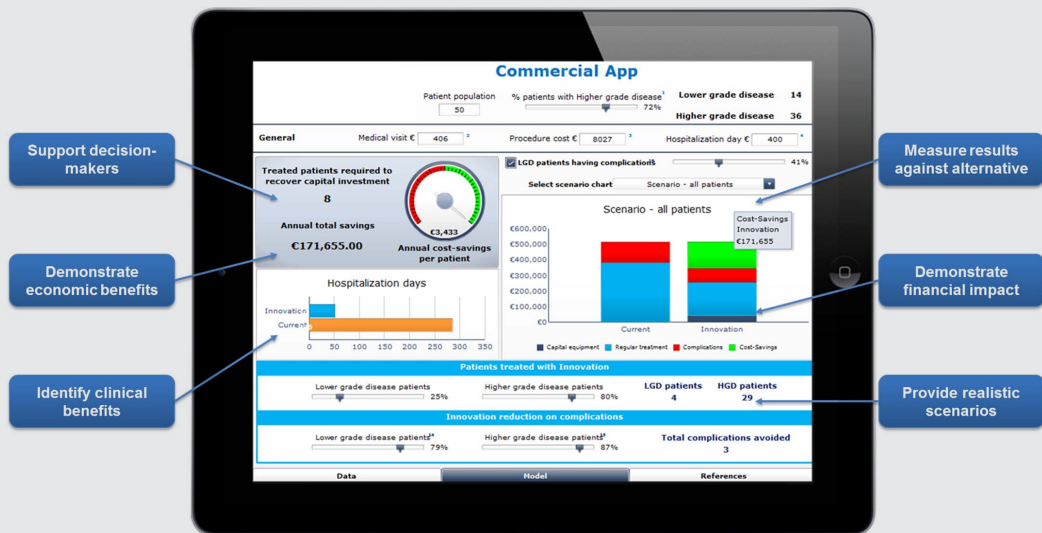 Commercial App
Patient population
50
% patients with Higher grade disease 1
72%
Lower grade disease 14
Higher grade disease 36
General
Medical visit € 406 2
Procedure cost € 8027 3
Hospitalization day € 400 4
Support decision-
makers
Treated patients required to
recover capital investment
8
Annual total savings
€171,655.00
€3,433
Annual cost-savings
per patient
LGD patients having complications
41%
Select scenario chart
Scenario - all patients
Measure results
against alternative
Scenario - all patients
Cost-Savings
Innovation
€171,655
€600,000
€500,000
€400,000
€300,000
€200,000
€100,000
€0
Current
Innovation
Capital equipment
Regular treatment
Complications
Cost-Savings
Demonstrate
economic benefits
Hospitalization days
Innovation
Current
0 50 100 150 200 250 300 350
Demonstrate
financial impact
Identify clinical
benefits
Patients treated with Innovation
Lower grade disease patients
25%
Higher grade disease patients
80%
LGD patients
4
HGD patients
29
Provide realistic
scenarios
Innovation reduction on complications
Lower grade disease patients
79%
Higher grade disease patients
87%
Total complications avoided
3
Data
Model
References